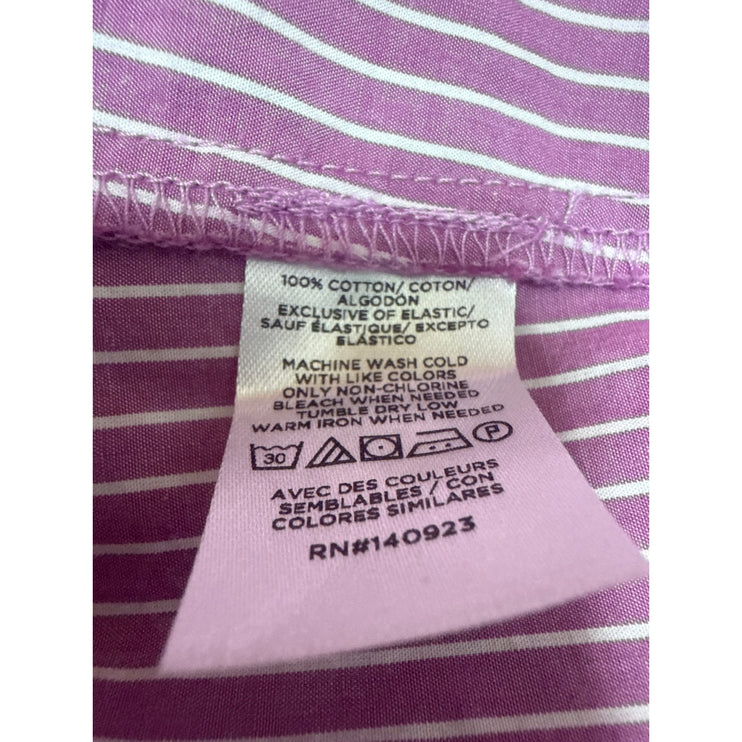 100% COTTON/ COTON/
ALGODÓN
EXCLUSIVE OF ELASTIC/
SAUF ÉLASTIQUE/ EXCEPTO
ELÁSTICO
MACHINE WASH COLD
WITH LIKE COLORS
ONLY NON-CHLORINE
BLEACH WHEN NEEDED
TUMBLE DRY LOW
WARM IRON WHEN NEEDED
30 P
AVEC DES COULEURS
SEMBLABLES / CON
COLORES SIMILARES
RN#140923